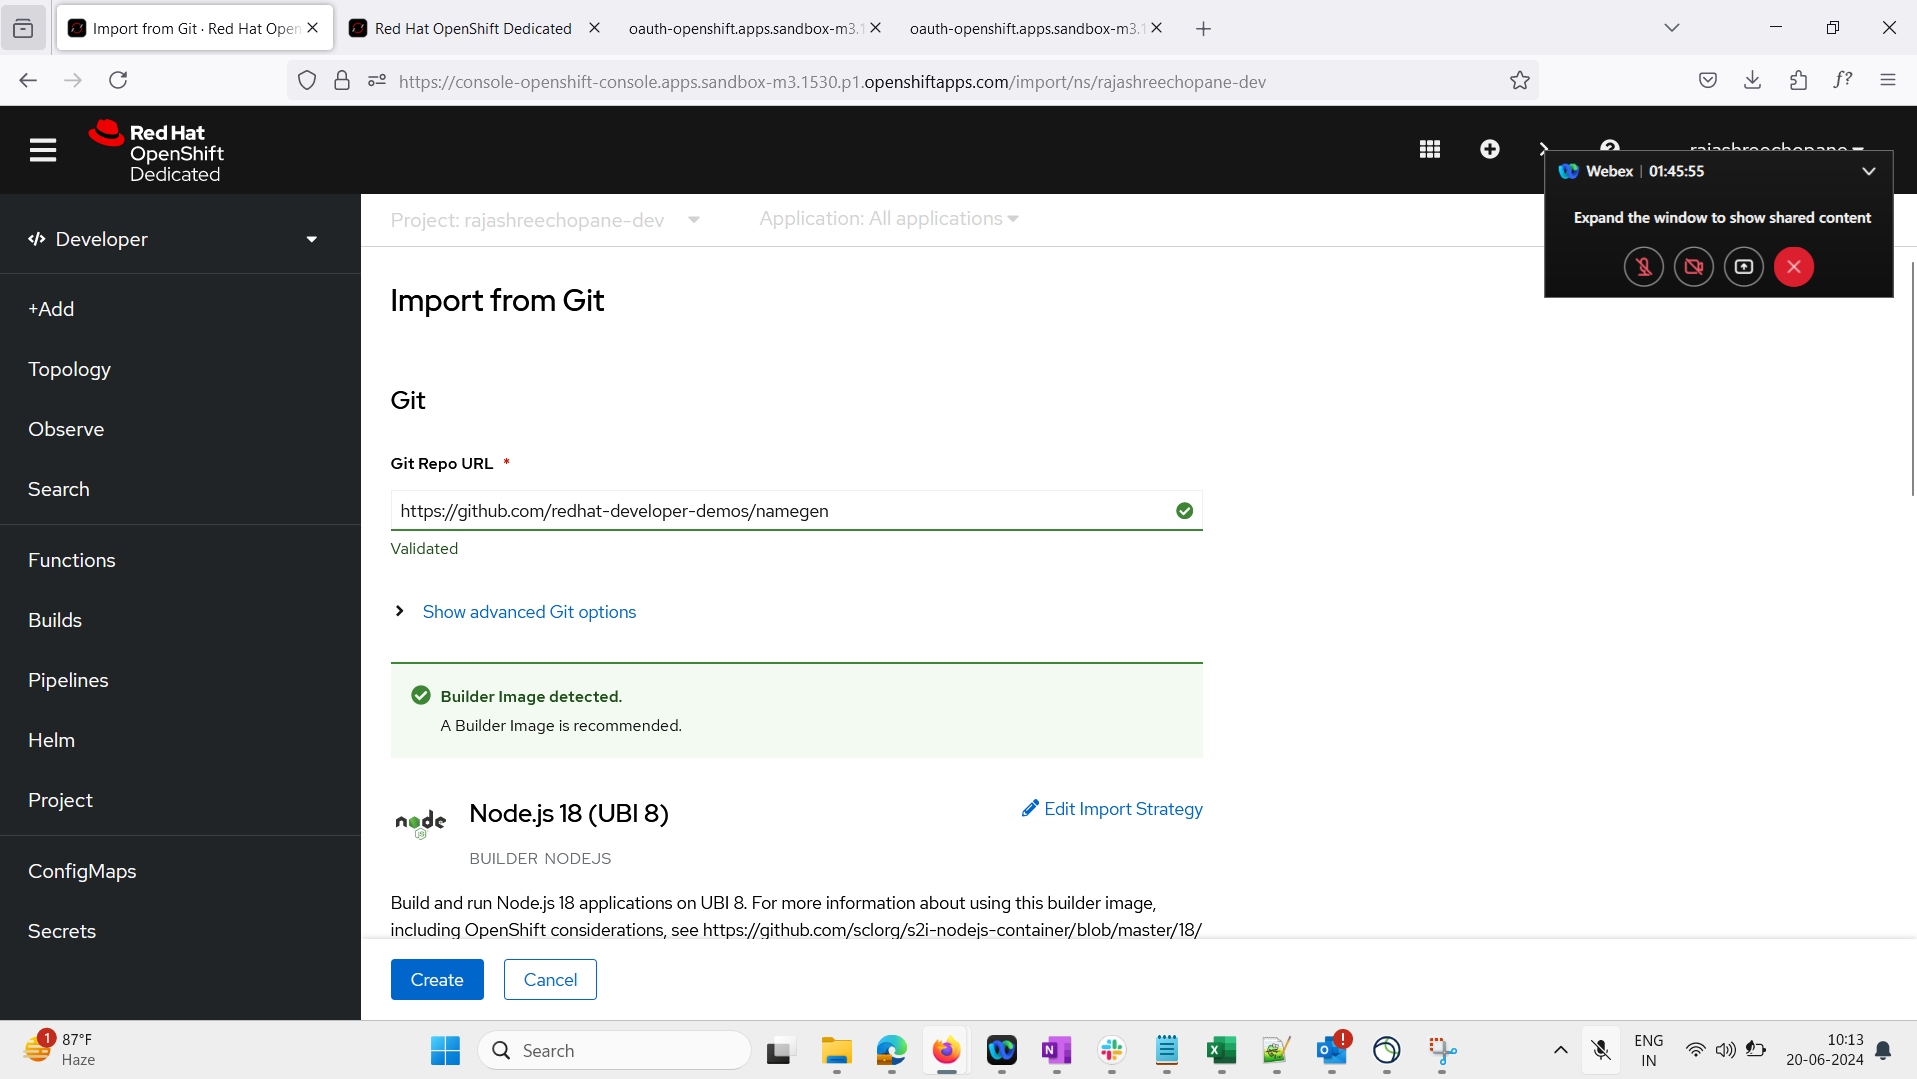 Import from Git · Red Hat Open
Red Hat OpenShift Dedicated
oauth-openshift.apps.sandbox-m3.1
oauth-openshift.apps.sandbox-m3.1
https://console-openshift-console.apps.sandbox-m3.1530.p1.openshiftapps.com/import/ns/rajashreechopane-dev
Red Hat
OpenShift
Dedicated
rajashreechopane
Webex | 01:45:55
Expand the window to show shared content
Developer
+Add
Topology
Observe
Search
Functions
Builds
Pipelines
Helm
Project
ConfigMaps
Secrets
Project: rajashreechopane-dev
Application: All applications
Import from Git
Git
Git Repo URL *
https://github.com/redhat-developer-demos/namegen
Validated
Show advanced Git options
Builder Image detected.
A Builder Image is recommended.
node
JS
Node.js 18 (UBI 8)
Edit Import Strategy
BUILDER NODEJS
Build and run Node.js 18 applications on UBI 8. For more information about using this builder image,
including OpenShift considerations, see https://github.com/sclorg/s2i-nodejs-container/blob/master/18/
Create
Cancel
1
87°F
Haze
Search
ENG
IN
10:13
20-06-2024